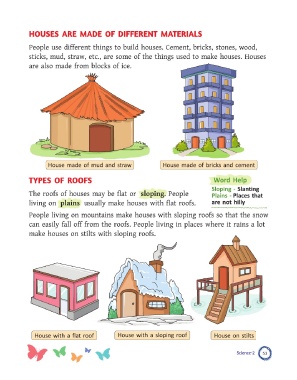 HOUSES ARE MADE OF DIFFERENT MATERIALS
People use different things to build houses. Cement, bricks, stones, wood,
sticks, mud, straw, etc., are some of the things used to make houses. Houses
are also made from blocks of ice.
House made of mud and straw
House made of bricks and cement
TYPES OF ROOFS
The roofs of houses may be flat or sloping. People
living on plains usually make houses with flat roofs.
Word Help
Sloping - Slanting
Plains - Places that
are not hilly
People living on mountains make houses with sloping roofs so that the snow
can easily fall off from the roofs. People living in places where it rains a lot
make houses on stilts with sloping roofs.
House with a flat roof
House with a sloping roof
House on stilts
Science-2